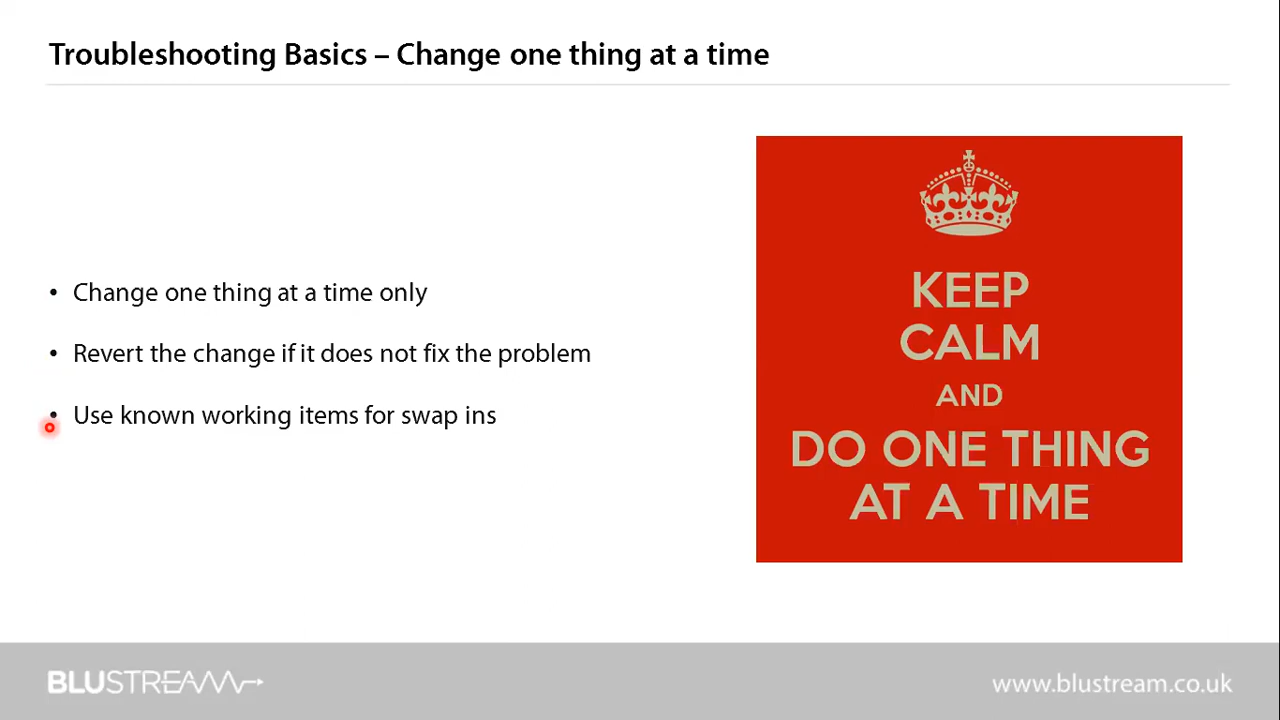 Troubleshooting Basics – Change one thing at a time
• Change one thing at a time only
• Revert the change if it does not fix the problem
• Use known working items for swap ins
KEEP
CALM
AND
DO ONE THING
AT A TIME
BLUSTREAM
www.blustream.co.uk